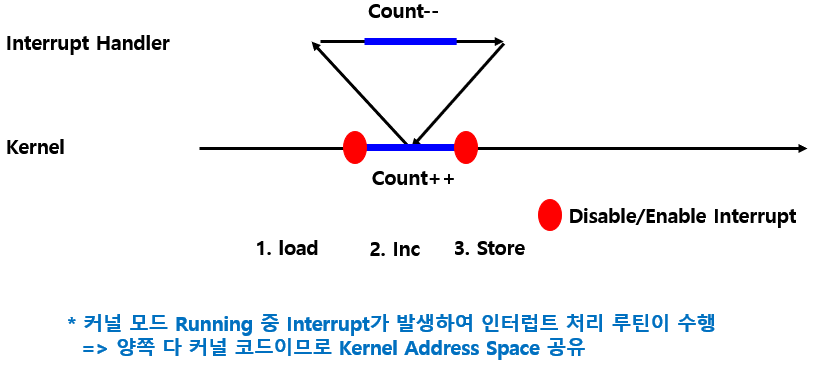 Count--
Interrupt Handler
Kernel
Count++
Disable/Enable Interrupt
1. load 2. Inc 3. Store
* 커널 모드 Running 중 Interrupt가 발생하여 인터럽트 처리 루틴이 수행
=> 양쪽 다 커널 코드이므로 Kernel Address Space 공유